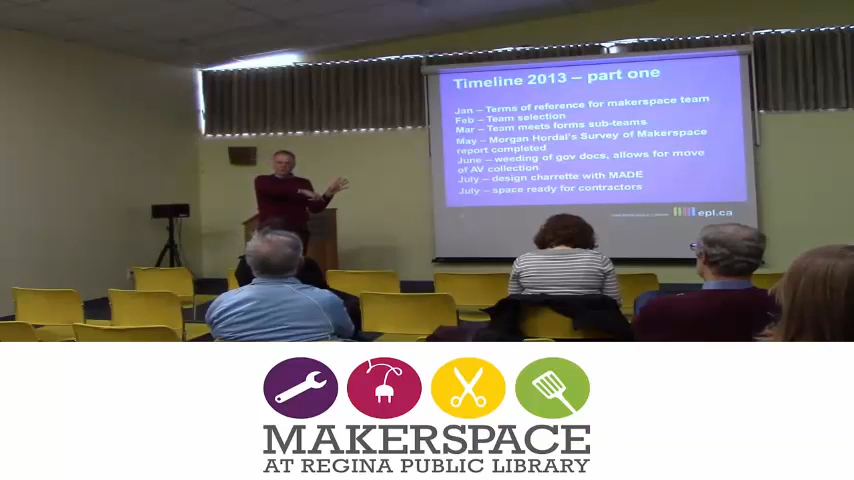 Timeline 2013 – part one
Jan – Terms of reference for makerspace team
Feb – Team selection
Mar – Team meets forms sub-teams
May – Morgan Hordal's Survey of Makerspace
report completed
June – weeding of gov docs, allows for move
of AV collection
July – design charrette with MADE
July – space ready for contractors
epl.ca
MAKERSPACE
AT REGINA PUBLIC LIBRARY